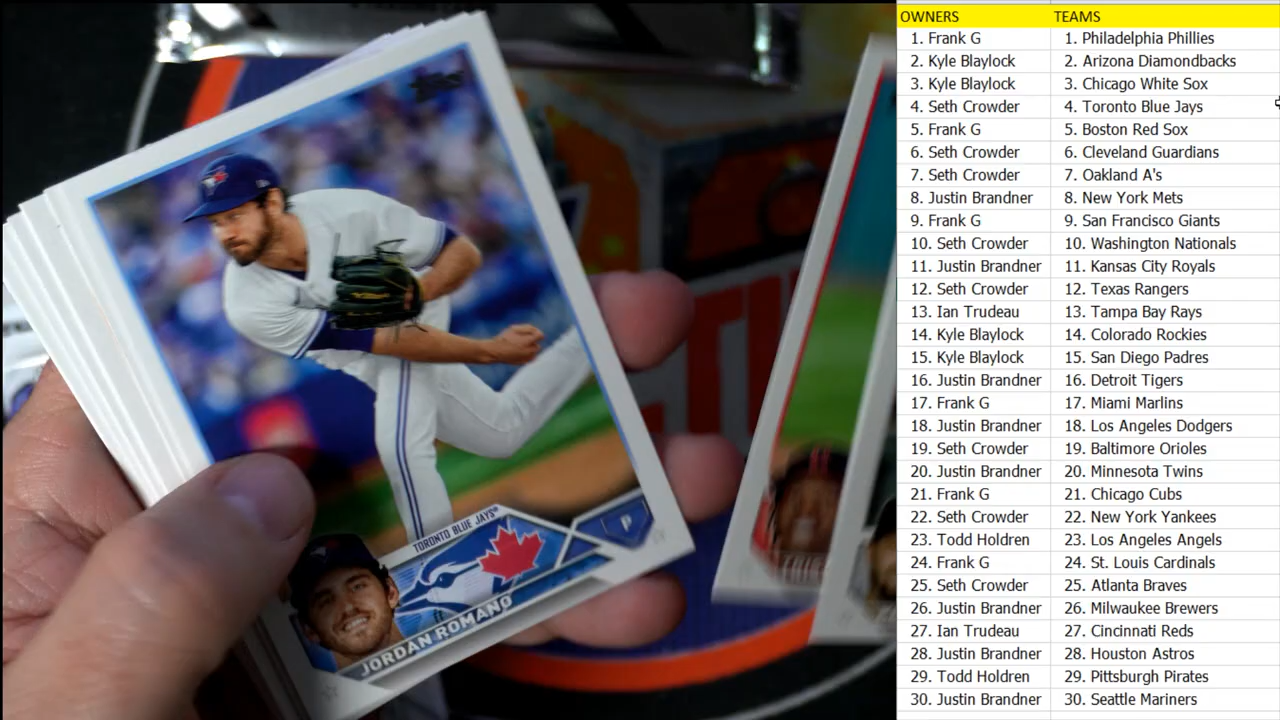 TORONTO BLUE JAYS
P
JORDAN ROMANO
OWNERS TEAMS
1. Frank G 1. Philadelphia Phillies
2. Kyle Blaylock 2. Arizona Diamondbacks
3. Kyle Blaylock 3. Chicago White Sox
4. Seth Crowder 4. Toronto Blue Jays
5. Frank G 5. Boston Red Sox
6. Seth Crowder 6. Cleveland Guardians
7. Seth Crowder 7. Oakland A's
8. Justin Brandner 8. New York Mets
9. Frank G 9. San Francisco Giants
10. Seth Crowder 10. Washington Nationals
11. Justin Brandner 11. Kansas City Royals
12. Seth Crowder 12. Texas Rangers
13. Ian Trudeau 13. Tampa Bay Rays
14. Kyle Blaylock 14. Colorado Rockies
15. Kyle Blaylock 15. San Diego Padres
16. Justin Brandner 16. Detroit Tigers
17. Frank G 17. Miami Marlins
18. Justin Brandner 18. Los Angeles Dodgers
19. Seth Crowder 19. Baltimore Orioles
20. Justin Brandner 20. Minnesota Twins
21. Frank G 21. Chicago Cubs
22. Seth Crowder 22. New York Yankees
23. Todd Holdren 23. Los Angeles Angels
24. Frank G 24. St. Louis Cardinals
25. Seth Crowder 25. Atlanta Braves
26. Justin Brandner 26. Milwaukee Brewers
27. Ian Trudeau 27. Cincinnati Reds
28. Justin Brandner 28. Houston Astros
29. Todd Holdren 29. Pittsburgh Pirates
30. Justin Brandner 30. Seattle Mariners